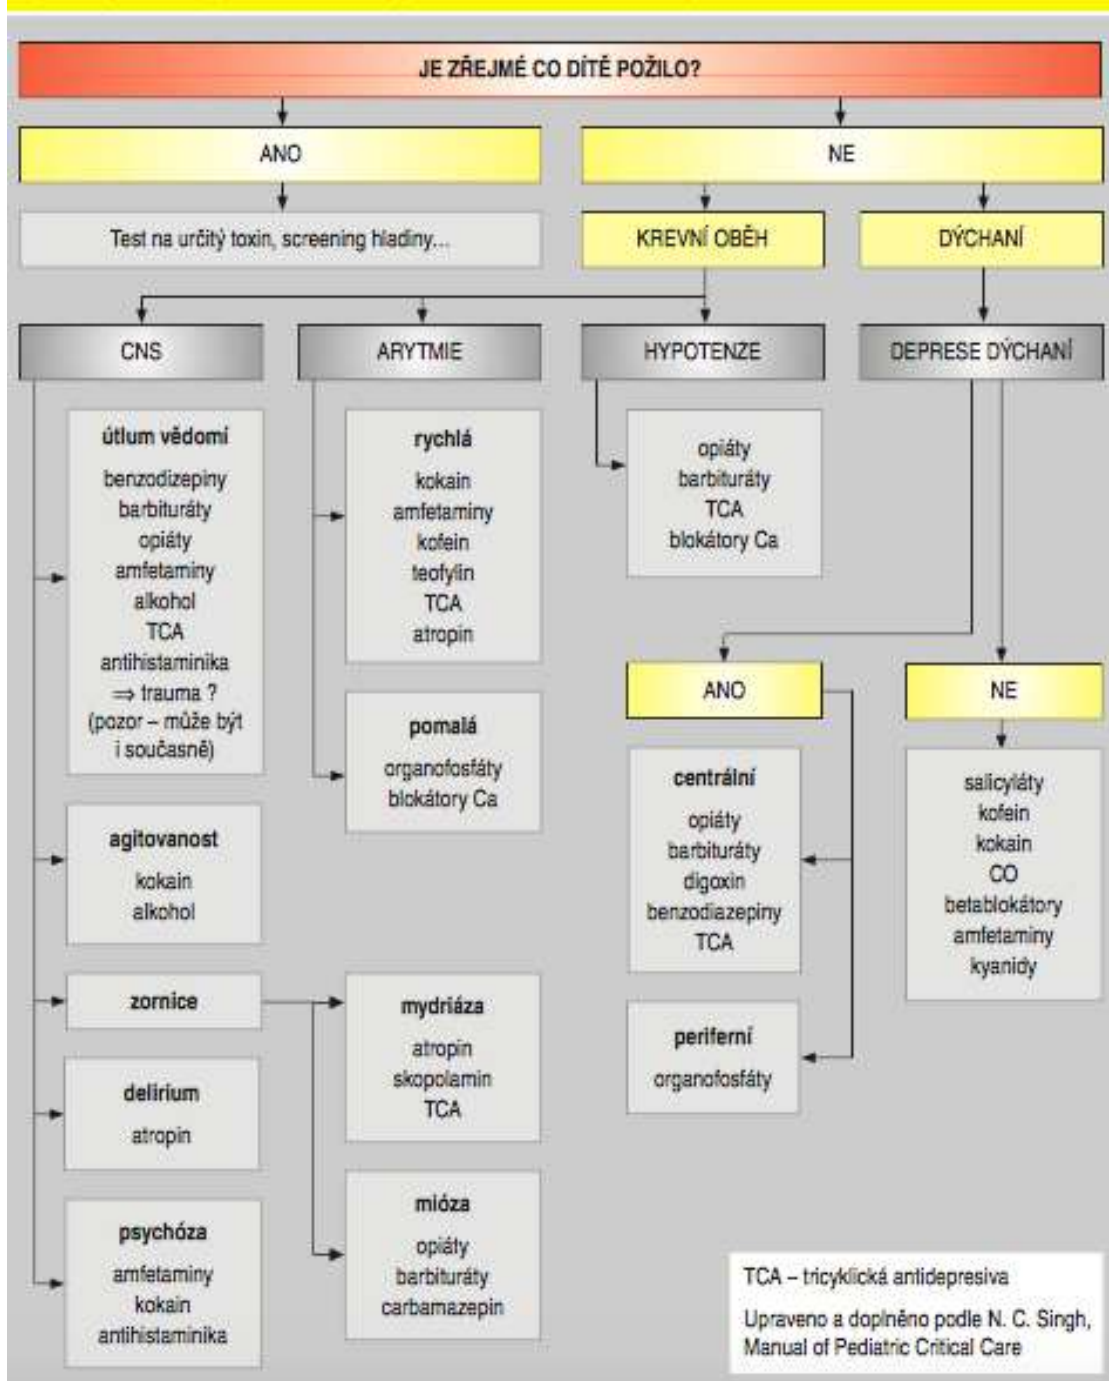 JE ZŘEJMÉ CO DÍTĚ POŽILO?
ANO
NE
Test na určitý toxin, screening hladiny...
KREVNÍ OBĚH
DÝCHANÍ
CNS
ARYTMIE
HYPOTENZE
DEPRESE DÝCHANÍ
útlum vědomí
benzodizepiny
barbituráty
opiáty
amfetaminy
alkohol
TCA
antihistaminika
⇒ trauma ?
(pozor – může být
i současně)
agitovanost
kokain
alkohol
zornice
delirium
atropin
psychóza
amfetaminy
kokain
antihistaminika
rychlá
kokain
amfetaminy
kofein
teofylin
TCA
atropin
pomalá
organofosfáty
blokátory Ca
mydriáza
atropin
skopolamin
TCA
mióza
opiáty
barbituráty
carbamazepin
opiáty
barbituráty
TCA
blokátory Ca
ANO
centrální
opiáty
barbituráty
digoxin
benzodiazepiny
TCA
periferní
organofosfáty
NE
salicyláty
kofein
kokain
CO
betablokátory
amfetaminy
kyanidy
TCA – tricyklická antidepresiva
Upraveno a doplněno podle N. C. Singh,
Manual of Pediatric Critical Care